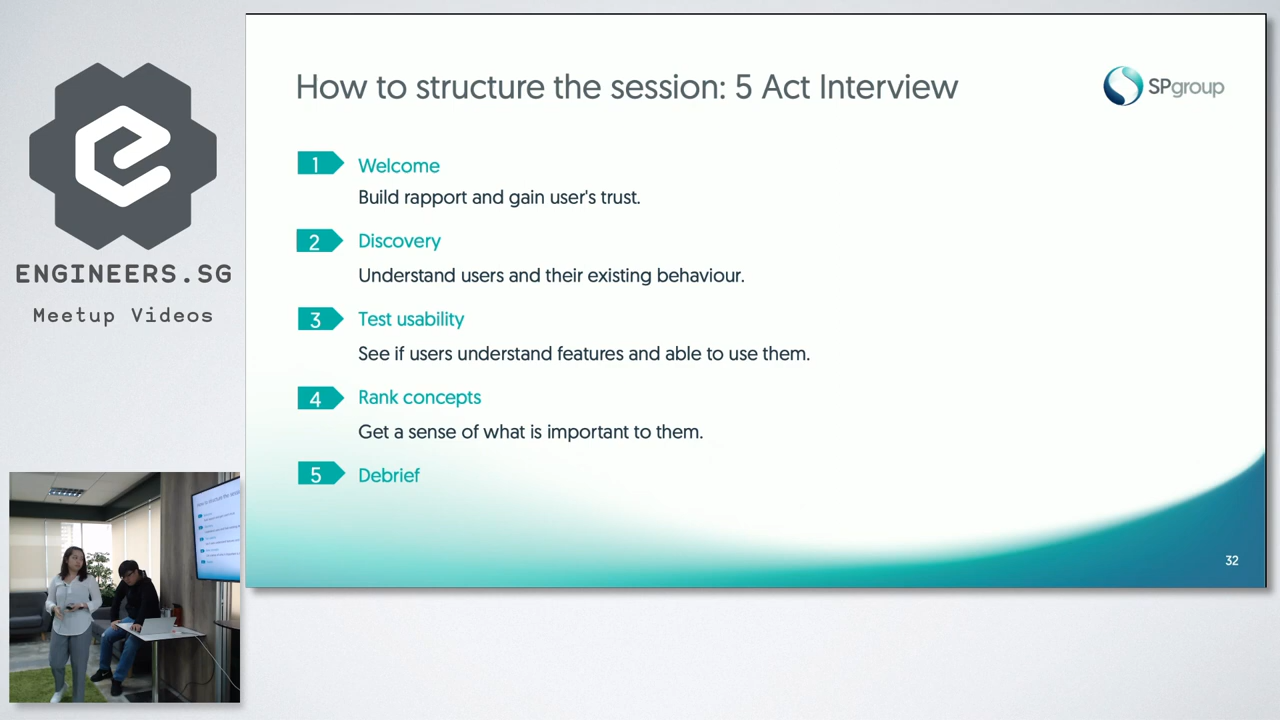 How to structure the session: 5 Act Interview
SPgroup
1 Welcome
Build rapport and gain user's trust.
2 Discovery
Understand users and their existing behaviour.
3 Test usability
See if users understand features and able to use them.
4 Rank concepts
Get a sense of what is important to them.
5 Debrief
32
ENGINEERS.SG
Meetup Videos